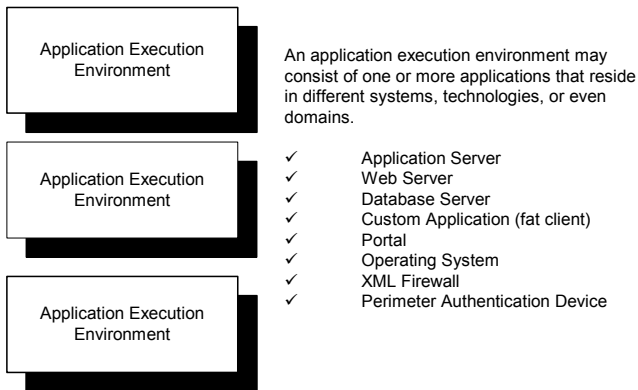 Application Execution
Environment
An application execution environment may
consist of one or more applications that reside
in different systems, technologies, or even
domains.
Application Execution
Environment
✓ Application Server
✓ Web Server
✓ Database Server
✓ Custom Application (fat client)
✓ Portal
✓ Operating System
✓ XML Firewall
✓ Perimeter Authentication Device
Application Execution
Environment